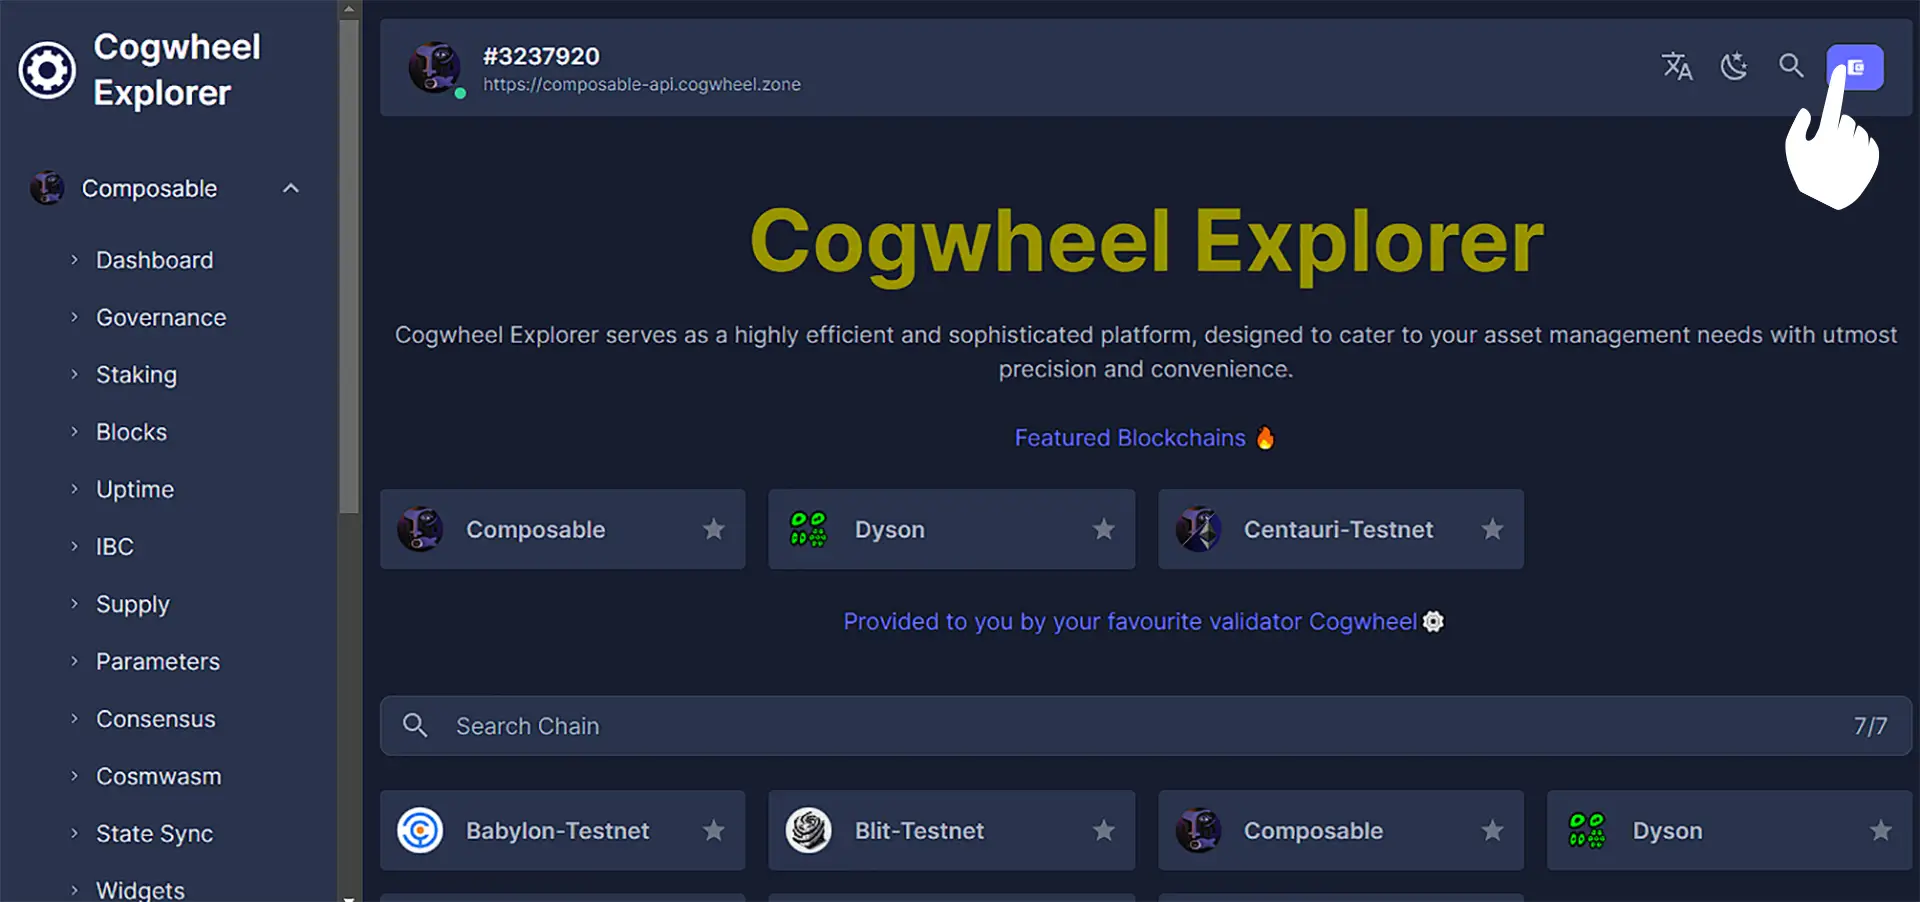 Cogwheel
Explorer
Composable
Dashboard
Governance
Staking
Blocks
Uptime
IBC
Supply
Parameters
Consensus
Cosmwasm
State Sync
Widgets
#3237920
https://composable-api.cogwheel.zone
Cogwheel Explorer
Cogwheel Explorer serves as a highly efficient and sophisticated platform, designed to cater to your asset management needs with utmost
precision and convenience.
Featured Blockchains 🔥
Composable
Dyson
Centauri-Testnet
Provided to you by your favourite validator Cogwheel
Search Chain
7/7
Babylon-Testnet
Blit-Testnet
Composable
Dyson